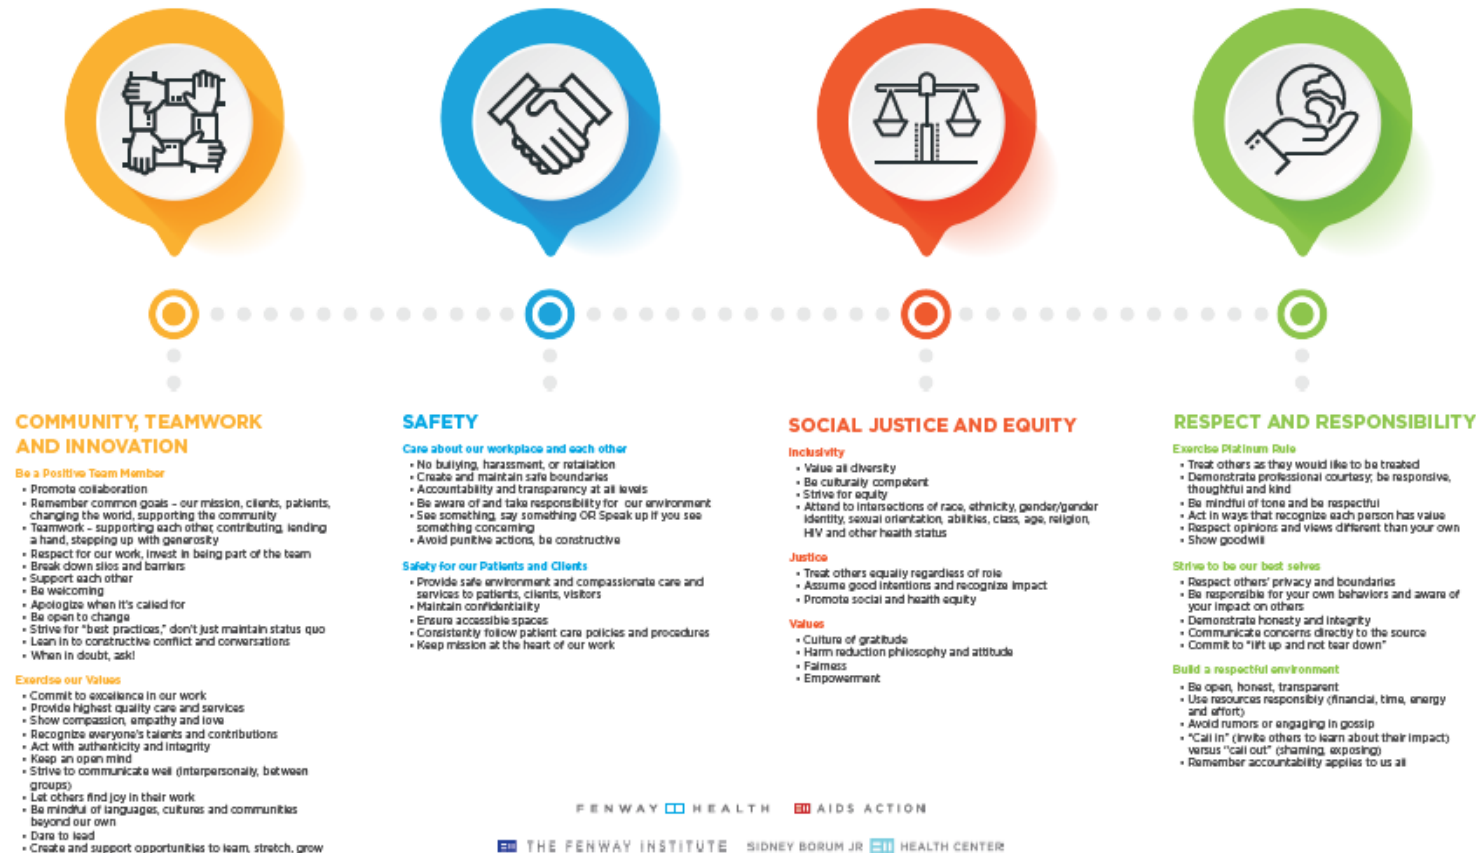 COMMUNITY, TEAMWORK
AND INNOVATION
Be a Positive Team Member
• Promote collaboration
• Remember common goals – our mission, clients, patients,
changing the world, supporting the community
• Teamwork – supporting each other, contributing, lending
a hand, stepping up with generosity
• Respect for our work, invest in being part of the team
• Break down silos and barriers
• Support each other
• Be welcoming
• Apologize when it's called for
• Be open to change
• Strive for "best practices," don't just maintain status quo
• Lean in to constructive conflict and conversations
• When in doubt, ask!
Exercise our Values
• Commit to excellence in our work
• Provide highest quality care and services
• Show compassion, empathy and love
• Recognize everyone's talents and contributions
• Act with authenticity and integrity
• Keep an open mind
• Strive to communicate well (interpersonally, between
groups)
• Let others find joy in their work
• Be mindful of languages, cultures and communities
beyond our own
• Dare to lead
• Create and support opportunities to learn, stretch, grow
SAFETY
Care about our workplace and each other
• No bullying, harassment, or retaliation
• Create and maintain safe boundaries
• Accountability and transparency at all levels
• Be aware of and take responsibility for our environment
• See something, say something OR Speak up if you see
something concerning
• Avoid punitive actions, be constructive
Safety for our Patients and Clients
• Provide safe environment and compassionate care and
services to patients, clients, visitors
• Maintain confidentiality
• Ensure accessible spaces
• Consistently follow patient care policies and procedures
• Keep mission at the heart of our work
SOCIAL JUSTICE AND EQUITY
Inclusivity
• Value all diversity
• Be culturally competent
• Strive for equity
• Attend to intersections of race, ethnicity, gender/gender
identity, sexual orientation, abilities, class, age, religion,
HIV and other health status
Justice
• Treat others equally regardless of role
• Assume good intentions and recognize impact
• Promote social and health equity
Values
• Culture of gratitude
• Harm reduction philosophy and attitude
• Fairness
• Empowerment
RESPECT AND RESPONSIBILITY
Exercise Platinum Rule
• Treat others as they would like to be treated
• Demonstrate professional courtesy; be responsive,
thoughtful and kind
• Be mindful of tone and be respectful
• Act in ways that recognize each person has value
• Respect opinions and views different than your own
• Show goodwill
Strive to be our best selves
• Respect others' privacy and boundaries
• Be responsible for your own behaviors and aware of
your impact on others
• Demonstrate honesty and integrity
• Communicate concerns directly to the source
• Commit to "lift up and not tear down"
Build a respectful environment
• Be open, honest, transparent
• Use resources responsibly (financial, time, energy
and effort)
• Avoid rumors or engaging in gossip
• "Call in" (invite others to learn about their impact)
versus "call out" (shaming, exposing)
• Remember accountability applies to us all
FENWAY HEALTH AIDS ACTION
THE FENWAY INSTITUTE SIDNEY BORUM JR HEALTH CENTER